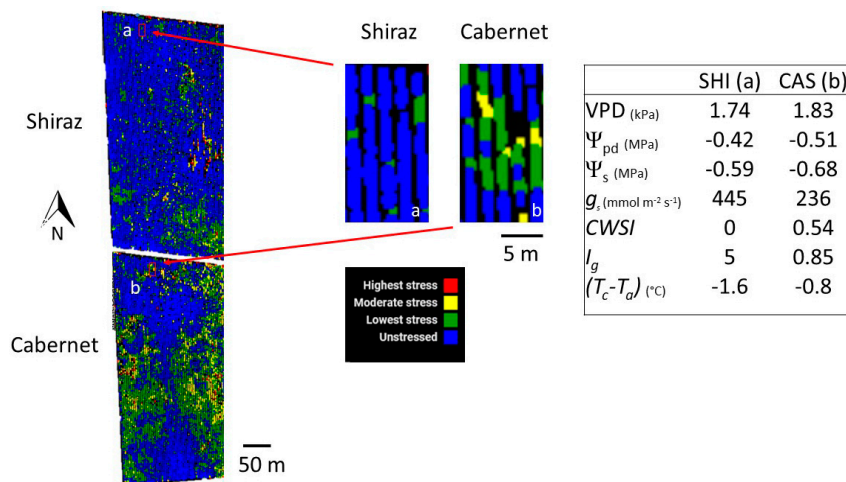 Shiraz
a
Shiraz
N
b
Cabernet
50 m
Shiraz
Cabernet
a
b
5 m
Highest stress
Moderate stress
Lowest stress
Unstressed
SHI (a) CAS (b)
VPD (kPa) 1.74 1.83
Ψpd (MPa) -0.42 -0.51
Ψs (MPa) -0.59 -0.68
gs (mmol m-2 s-1) 445 236
CWSI 0 0.54
Ig 5 0.85
(Tc-Ta) (°C) -1.6 -0.8